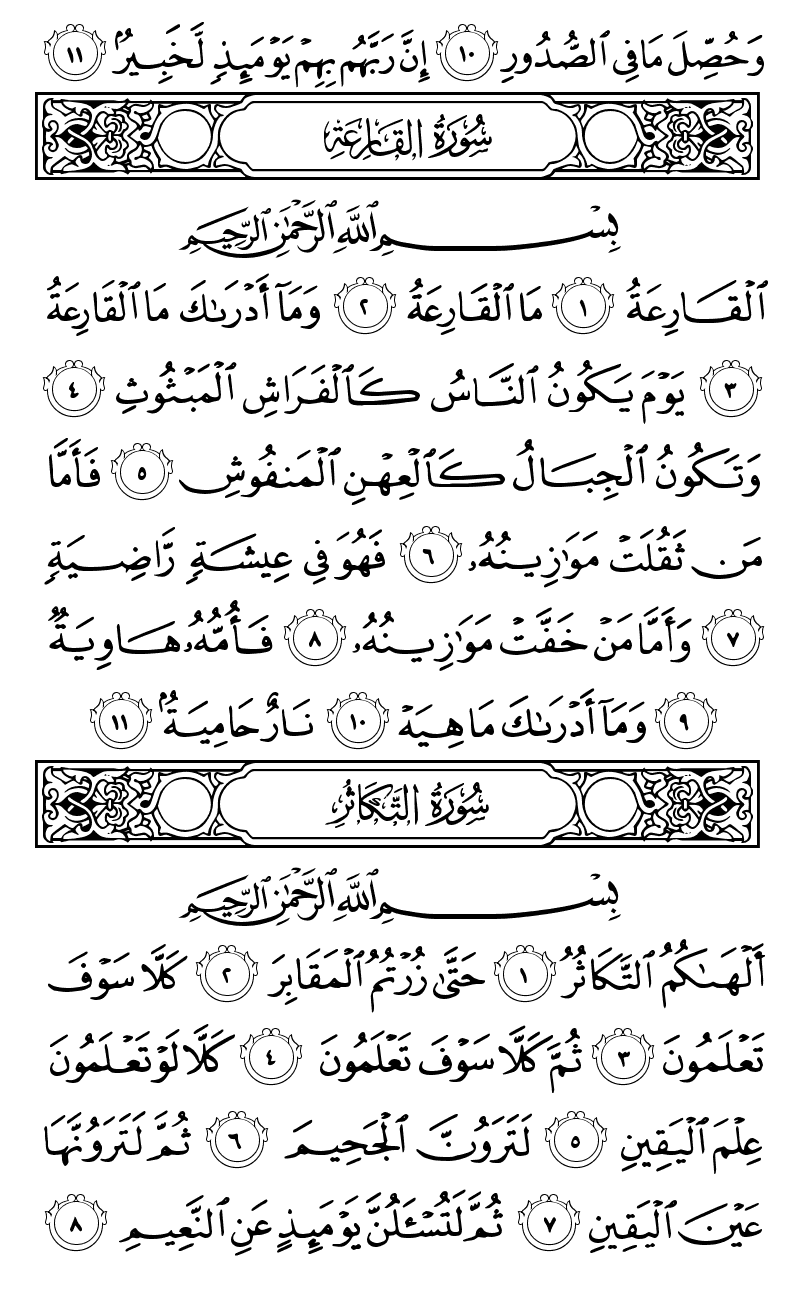 وَحُصِّلَ مَا فِي ٱلصُّدُورِ ١٠ إِنَّ رَبَّهُم بِهِمۡ يَوۡمَئِذٖ لَّخَبِيرُۢ ١١
سُورَةُ القَارِعَةِ
بِسۡمِ ٱللَّهِ ٱلرَّحۡمَٰنِ ٱلرَّحِيمِ
ٱلۡقَارِعَةُ ١ مَا ٱلۡقَارِعَةُ ٢ وَمَآ أَدۡرَىٰكَ مَا ٱلۡقَارِعَةُ
٣ يَوۡمَ يَكُونُ ٱلنَّاسُ كَٱلۡفَرَاشِ ٱلۡمَبۡثُوثِ ٤
وَتَكُونُ ٱلۡجِبَالُ كَٱلۡعِهۡنِ ٱلۡمَنفُوشِ ٥ فَأَمَّا
مَن ثَقُلَتۡ مَوَٰزِينُهُۥ ٦ فَهُوَ فِي عِيشَةٖ رَّاضِيَةٖ
٧ وَأَمَّا مَنۡ خَفَّتۡ مَوَٰزِينُهُۥ ٨ فَأُمُّهُۥ هَاوِيَةٞ
٩ وَمَآ أَدۡرَىٰكَ مَا هِيَهۡ ١٠ نَارٌ حَامِيَةُۢ ١١
سُورَةُ التَّكَاثُرِ
بِسۡمِ ٱللَّهِ ٱلرَّحۡمَٰنِ ٱلرَّحِيمِ
أَلۡهَىٰكُمُ ٱلتَّكَاثُرُ ١ حَتَّىٰ زُرۡتُمُ ٱلۡمَقَابِرَ ٢ كَلَّا سَوۡفَ
تَعۡلَمُونَ ٣ ثُمَّ كَلَّا سَوۡفَ تَعۡلَمُونَ ٤ كَلَّا لَوۡ تَعۡلَمُونَ
عِلۡمَ ٱلۡيَقِينِ ٥ لَتَرَوُنَّ ٱلۡجَحِيمَ ٦ ثُمَّ لَتَرَوُنَّهَا
عَيۡنَ ٱلۡيَقِينِ ٧ ثُمَّ لَتُسۡـَٔلُنَّ يَوۡمَئِذٍ عَنِ ٱلنَّعِيمِ ٨